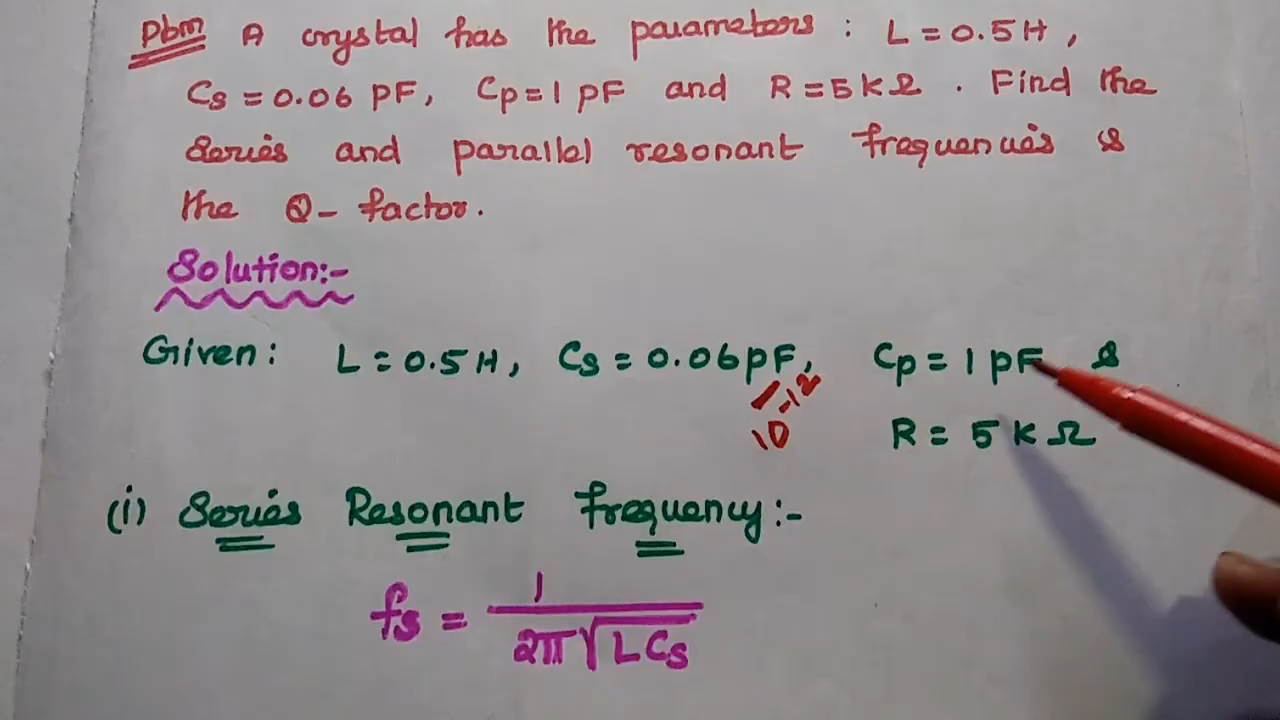 Pbm A crystal has the parameters : L = 0.5 H ,
Cs = 0.06 PF, Cp = 1 pF and R = 5 K Ω . Find the
Series and parallel resonant frequencies &
the Q - factor.
Solution:-
Given: L = 0.5 H, Cs = 0.06 pF, Cp = 1 pF &
10^-12
R = 5 K Ω
(i) Series Resonant Frequency:-
fs = 1 / 2π√LCs